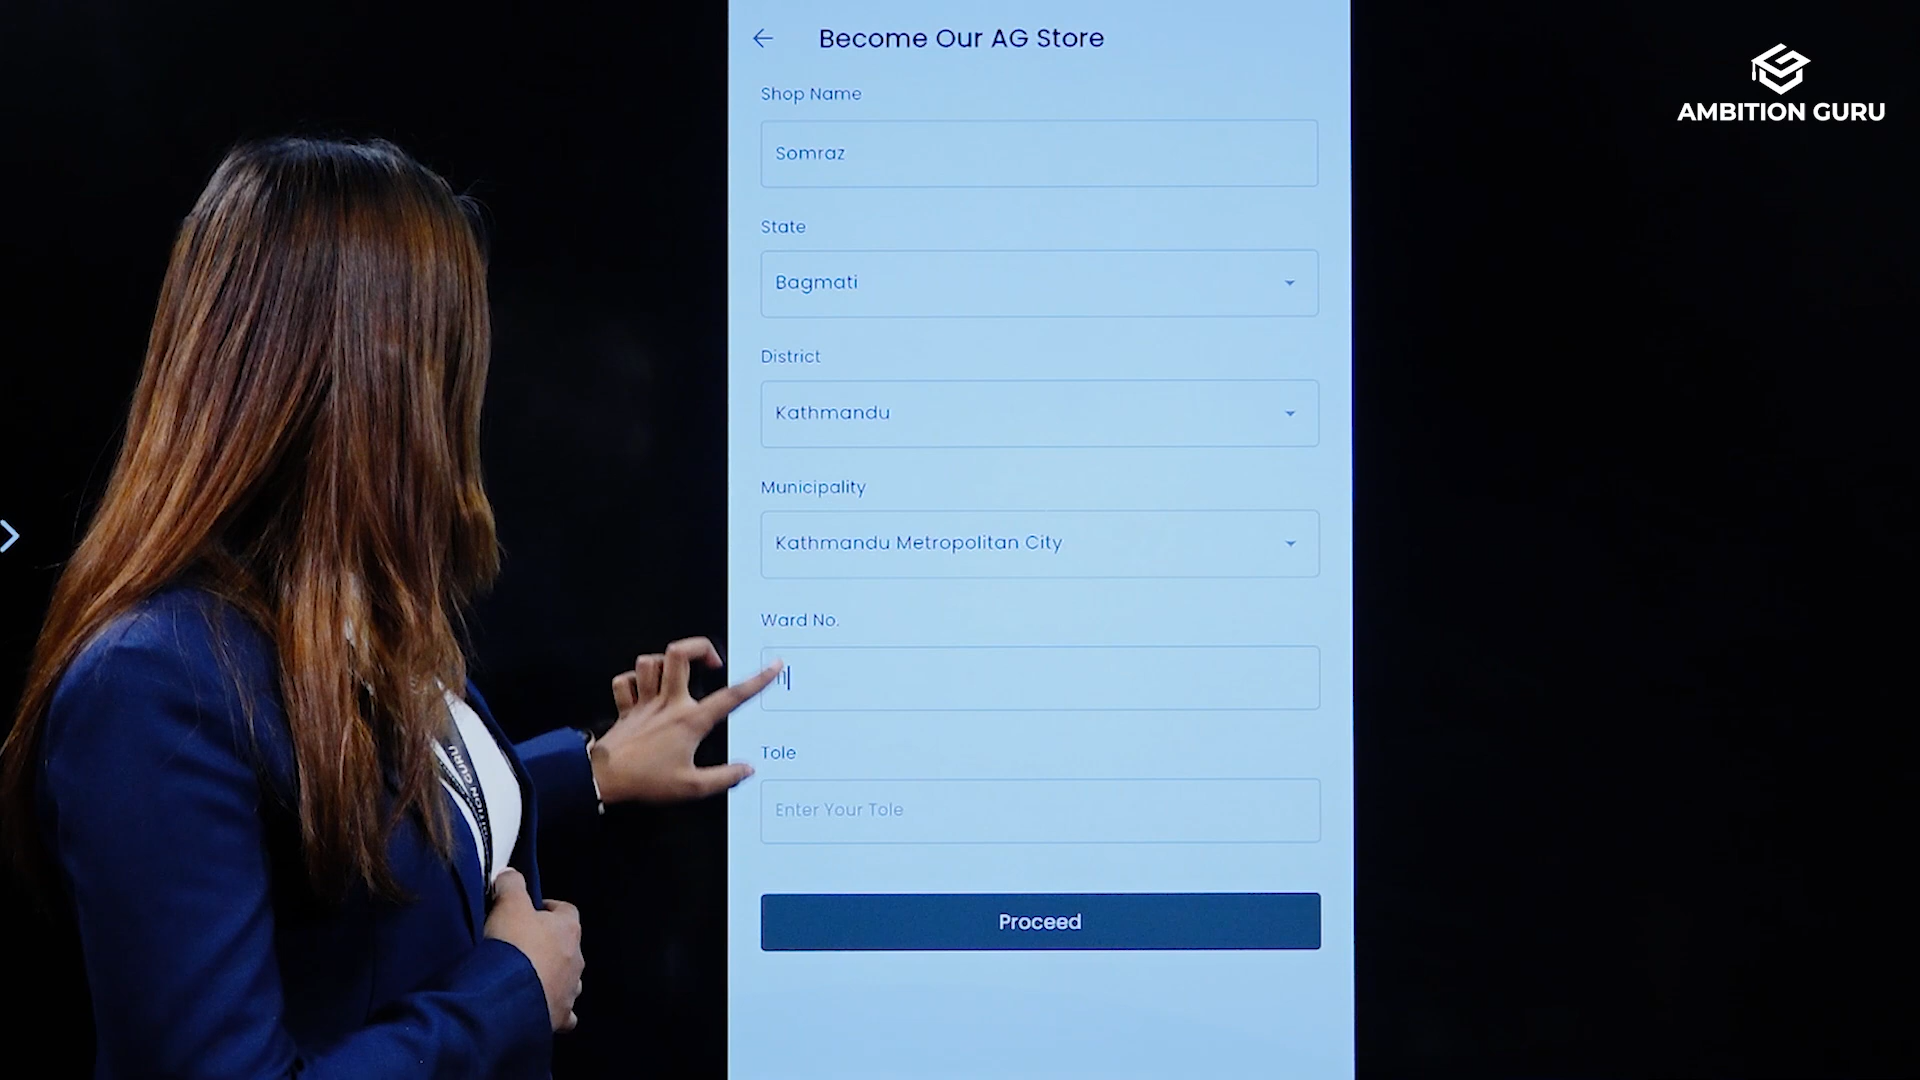 Become Our AG Store
AMBITION GURU
Shop Name
Somraz
State
Bagmati
District
Kathmandu
Municipality
Kathmandu Metropolitan City
Ward No.
Tole
Enter Your Tole
Proceed